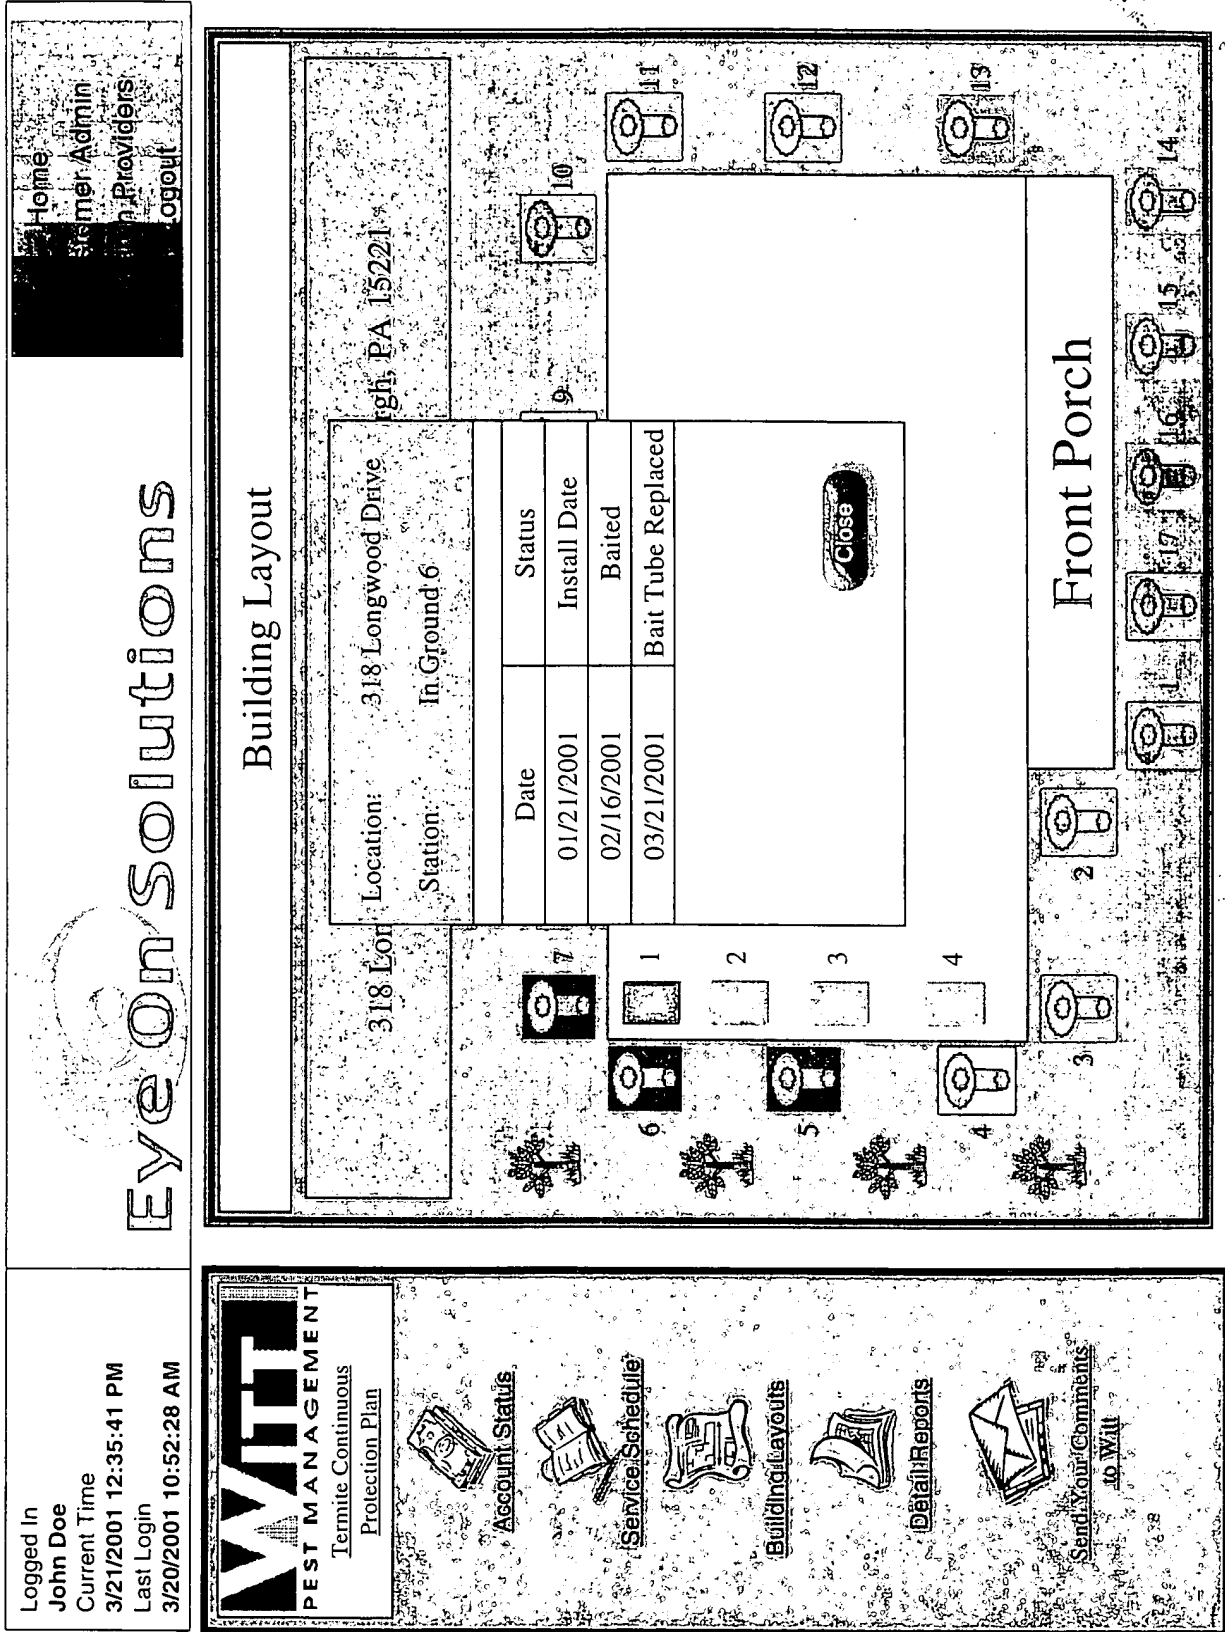 Logged In
John Doe
Current Time
3/21/2001 12:35:41 PM
Last Login
3/20/2001 10:52:28 AM
Eye On Solutions
Home
Logout
WITT
PEST MANAGEMENT
Termite Continuous
Protection Plan
Account Status
Service Schedule
Building Layouts
Detail Reports
Send Your Comments
to Witt
Building Layout
318 Lon
rgh, PA 15221
Location: 318 Longwood Drive
Station: In Ground 6
Date Status
01/21/2001 Install Date
02/16/2001 Baited
03/21/2001 Bait Tube Replaced
Close
7 9 10
6 1 11
2
5 3 12
4 4 13
3 2 Front Porch
1 17 16 15 14